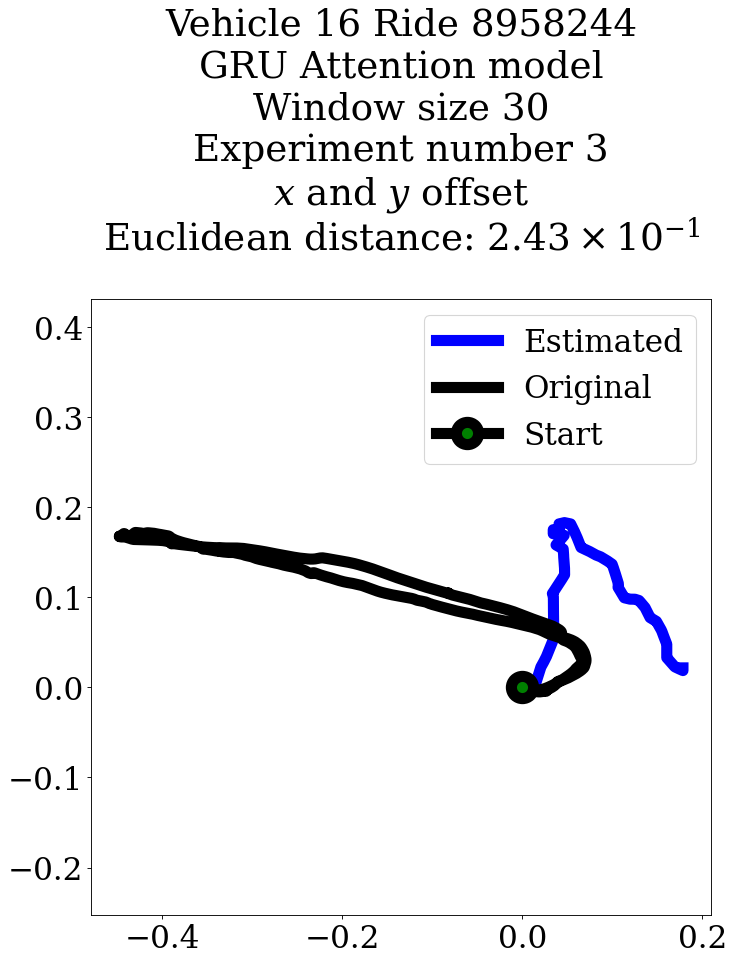 Vehicle 16 Ride 8958244
GRU Attention model
Window size 30
Experiment number 3
x and y offset
Euclidean distance: 2.43 × 10⁻¹
Estimated
Original
Start
0.4
0.3
0.2
0.1
0.0
−0.1
−0.2
−0.4
−0.2
0.0
0.2